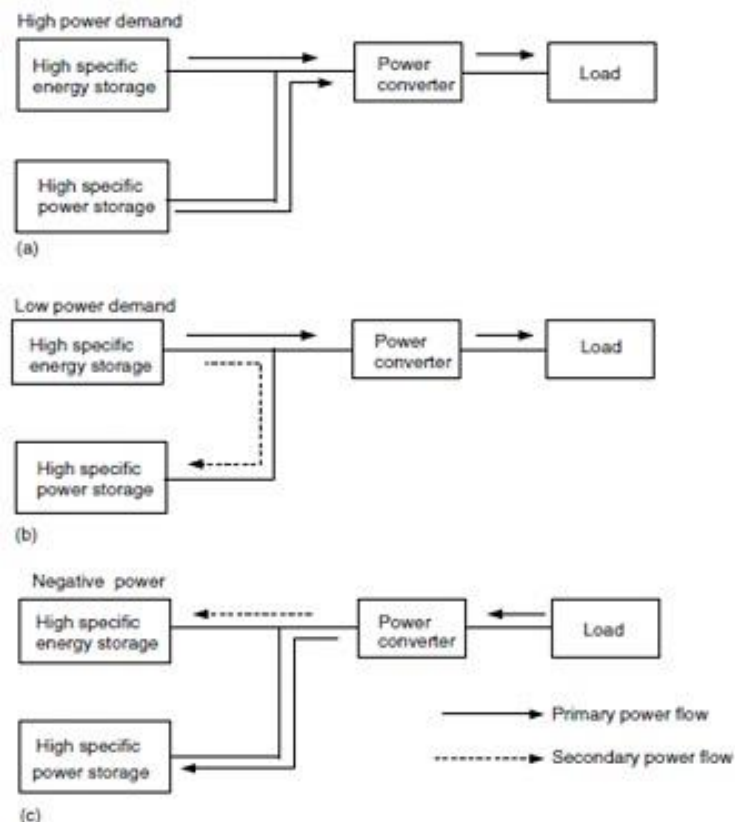 High power demand
High specific
energy storage
Power
converter
Load
High specific
power storage
(a)
Low power demand
High specific
energy storage
Power
converter
Load
High specific
power storage
(b)
Negative power
High specific
energy storage
Power
converter
Load
High specific
power storage
Primary power flow
Secondary power flow
(c)